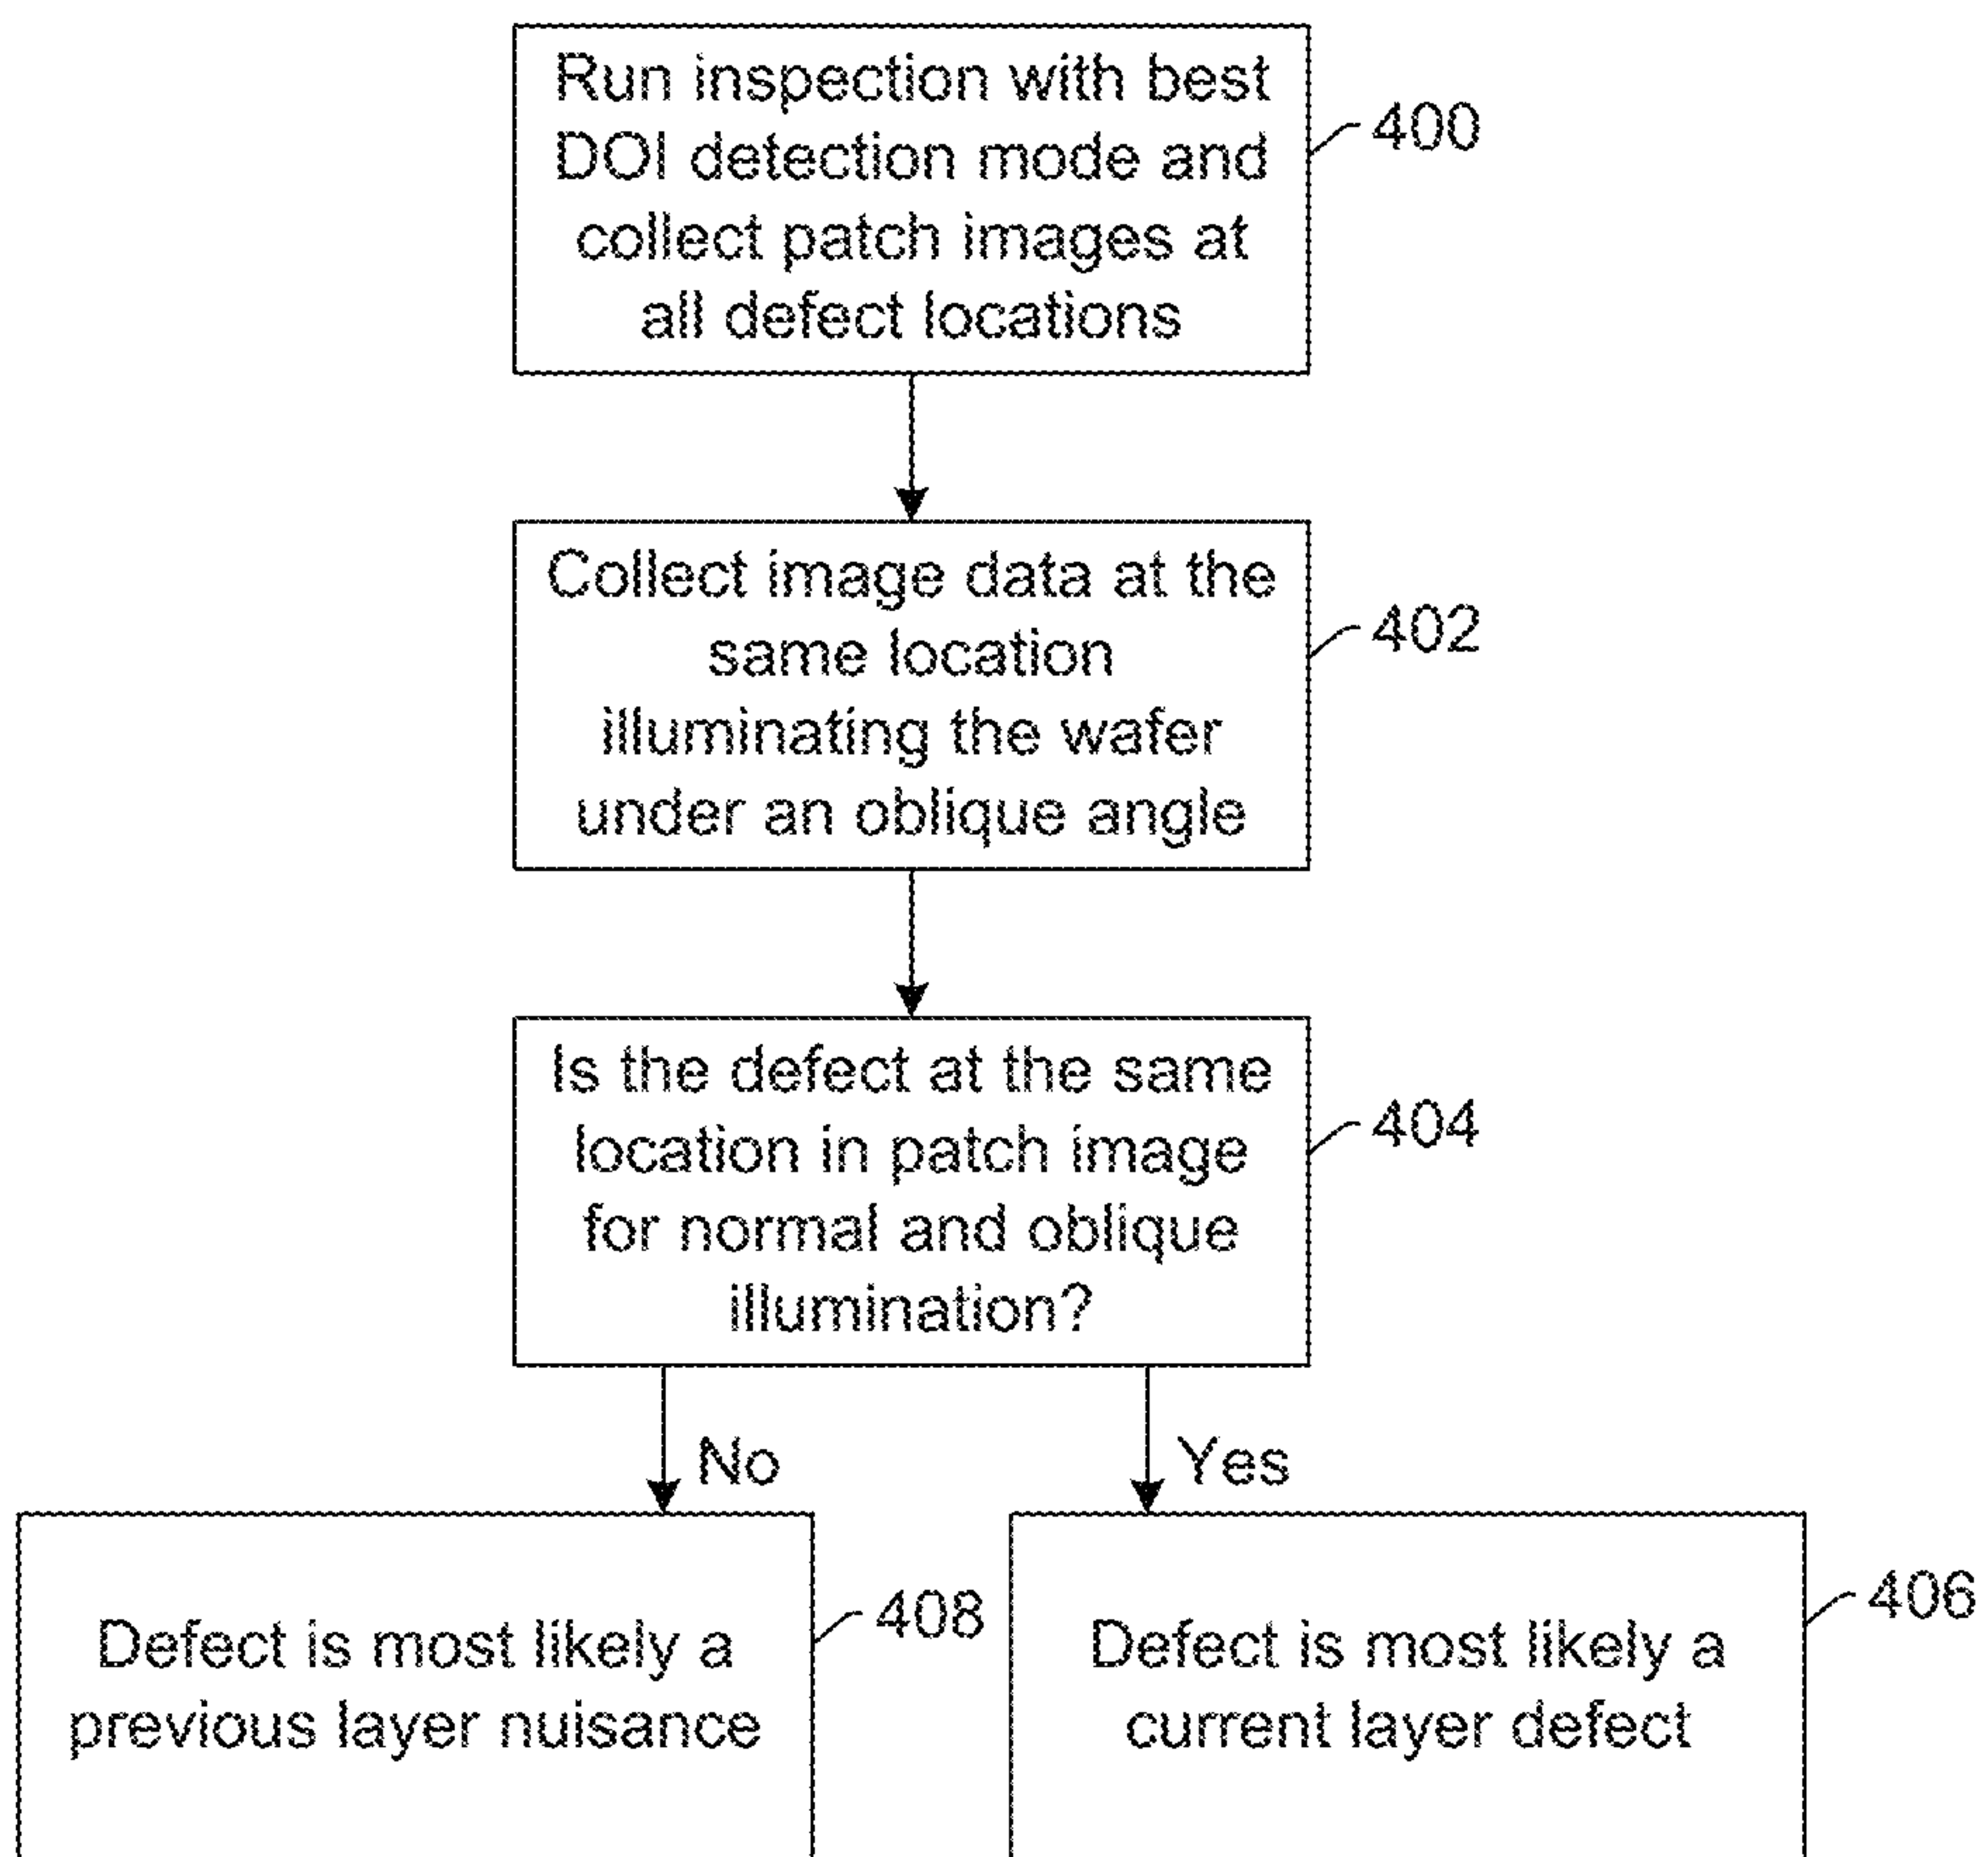 Run inspection with best
DOI detection mode and
collect patch images at
all defect locations
400
Collect image data at the
same location
illuminating the wafer
under an oblique angle
402
Is the defect at the same
location in patch image
for normal and oblique
illumination?
404
No
Yes
Defect is most likely a
previous layer nuisance
408
Defect is most likely a
current layer defect
406